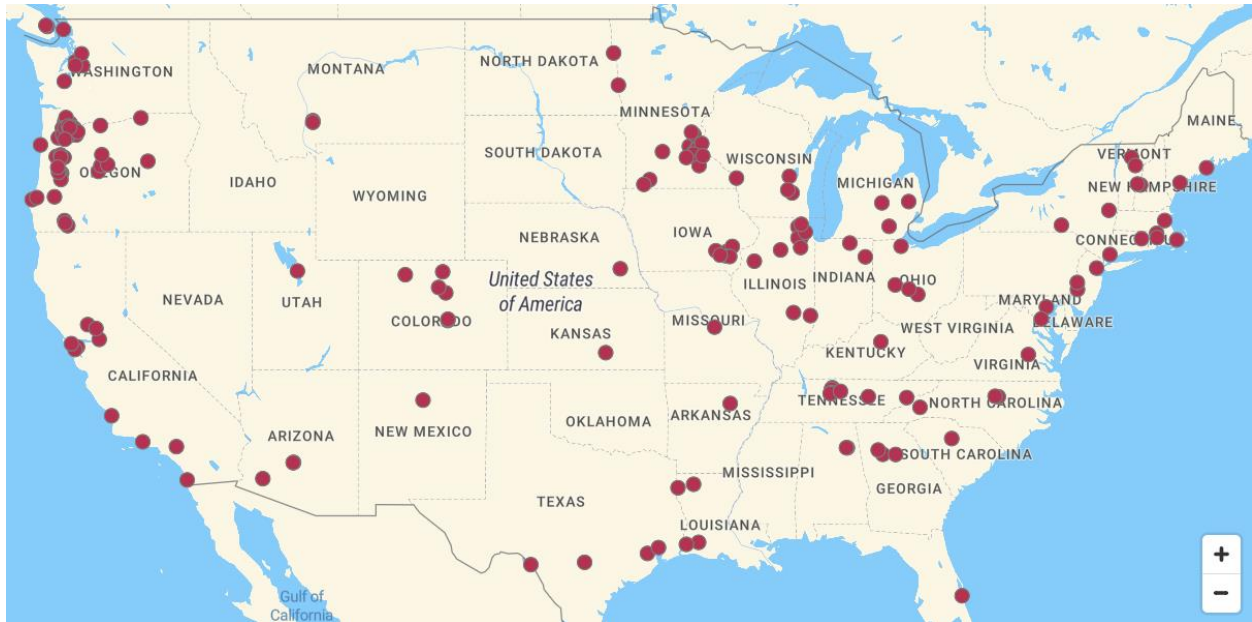 WASHINGTON
MONTANA
NORTH DAKOTA
MINNESOTA
MAINE
VERMONT
OREGON
IDAHO
SOUTH DAKOTA
WISCONSIN
MICHIGAN
NEW HAMPSHIRE
WYOMING
NEBRASKA
IOWA
CONNECTICUT
NEVADA
UTAH
United States
of America
ILLINOIS
INDIANA
OHIO
MARYLAND
DELAWARE
COLORADO
KANSAS
MISSOURI
WEST VIRGINIA
CALIFORNIA
KENTUCKY
VIRGINIA
ARIZONA
NEW MEXICO
OKLAHOMA
ARKANSAS
TENNESSEE
NORTH CAROLINA
TEXAS
MISSISSIPPI
SOUTH CAROLINA
GEORGIA
LOUISIANA
Gulf of
California
+
−